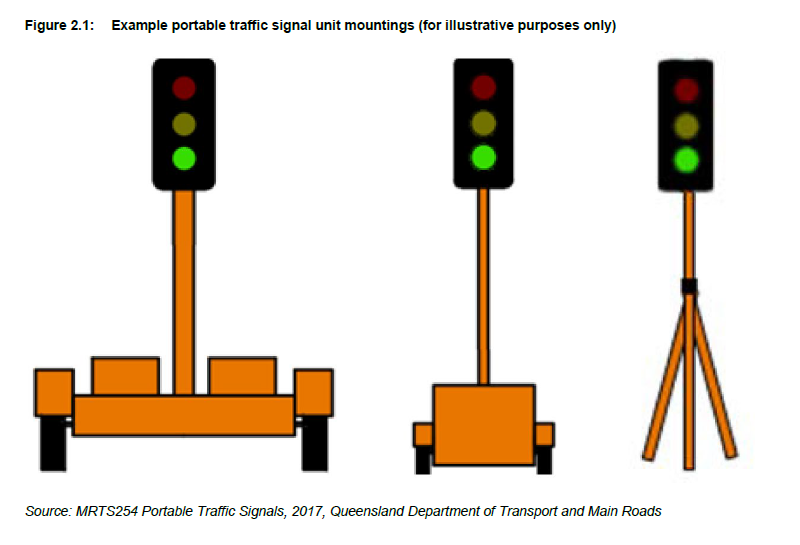 Figure 2.1: Example portable traffic signal unit mountings (for illustrative purposes only)
Source: MRTS254 Portable Traffic Signals, 2017, Queensland Department of Transport and Main Roads